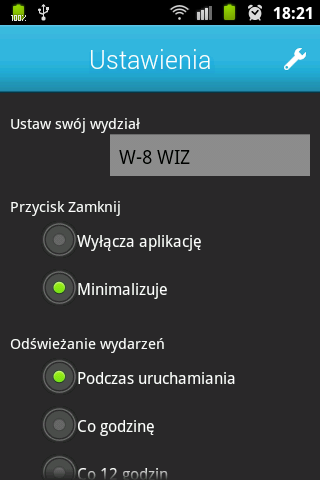 100%
18:21
Ustawienia
Ustaw swój wydział
W-8 WIZ
Przycisk Zamknij
Wyłącza aplikację
Minimalizuje
Odświeżanie wydarzeń
Podczas uruchamiania
Co godzinę
Co 12 godzin